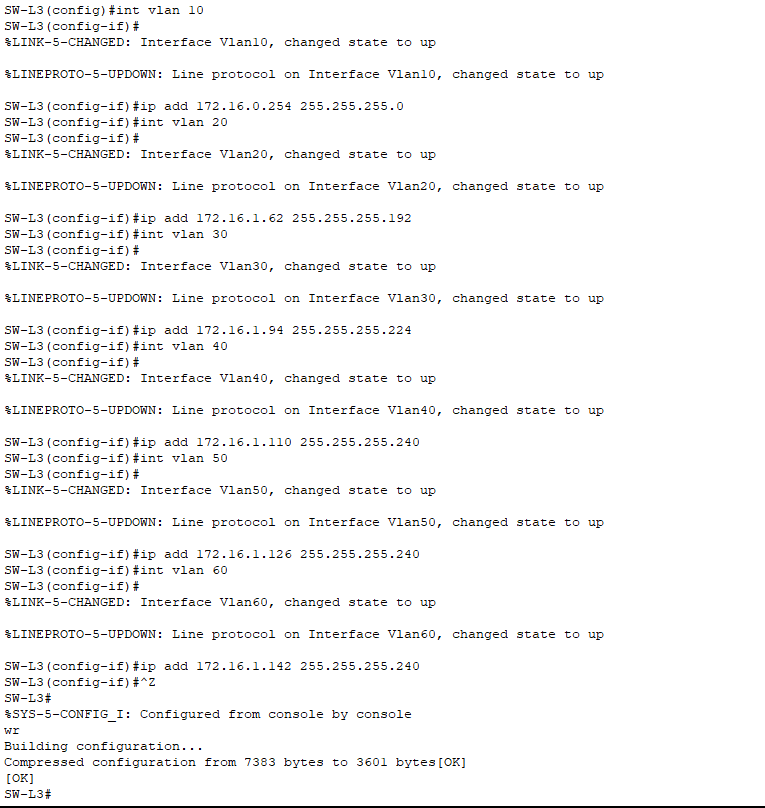 SW-L3(config)#int vlan 10
SW-L3(config-if)#
%LINK-5-CHANGED: Interface Vlan10, changed state to up
%LINEPROTO-5-UPDOWN: Line protocol on Interface Vlan10, changed state to up
SW-L3(config-if)#ip add 172.16.0.254 255.255.255.0
SW-L3(config-if)#int vlan 20
SW-L3(config-if)#
%LINK-5-CHANGED: Interface Vlan20, changed state to up
%LINEPROTO-5-UPDOWN: Line protocol on Interface Vlan20, changed state to up
SW-L3(config-if)#ip add 172.16.1.62 255.255.255.192
SW-L3(config-if)#int vlan 30
SW-L3(config-if)#
%LINK-5-CHANGED: Interface Vlan30, changed state to up
%LINEPROTO-5-UPDOWN: Line protocol on Interface Vlan30, changed state to up
SW-L3(config-if)#ip add 172.16.1.94 255.255.255.224
SW-L3(config-if)#int vlan 40
SW-L3(config-if)#
%LINK-5-CHANGED: Interface Vlan40, changed state to up
%LINEPROTO-5-UPDOWN: Line protocol on Interface Vlan40, changed state to up
SW-L3(config-if)#ip add 172.16.1.110 255.255.255.240
SW-L3(config-if)#int vlan 50
SW-L3(config-if)#
%LINK-5-CHANGED: Interface Vlan50, changed state to up
%LINEPROTO-5-UPDOWN: Line protocol on Interface Vlan50, changed state to up
SW-L3(config-if)#ip add 172.16.1.126 255.255.255.240
SW-L3(config-if)#int vlan 60
SW-L3(config-if)#
%LINK-5-CHANGED: Interface Vlan60, changed state to up
%LINEPROTO-5-UPDOWN: Line protocol on Interface Vlan60, changed state to up
SW-L3(config-if)#ip add 172.16.1.142 255.255.255.240
SW-L3(config-if)#^Z
SW-L3#
%SYS-5-CONFIG_I: Configured from console by console
wr
Building configuration...
Compressed configuration from 7383 bytes to 3601 bytes[OK]
[OK]
SW-L3#